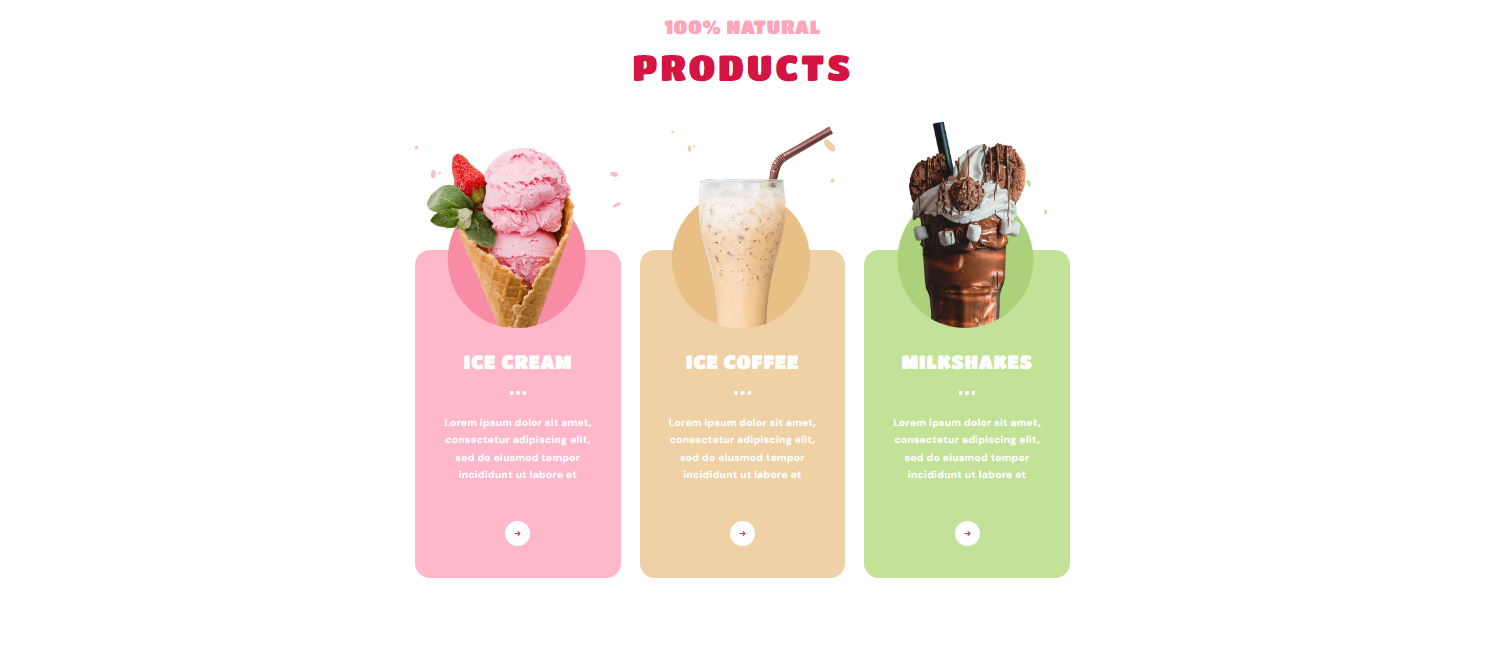 100% NATURAL
PRODUCTS
ICE CREAM
Lorem ipsum dolor sit amet,
consectetur adipiscing elit,
sed do eiusmod tempor
incididunt ut labore et
ICE COFFEE
Lorem ipsum dolor sit amet,
consectetur adipiscing elit,
sed do eiusmod tempor
incididunt ut labore et
MILKSHAKES
Lorem ipsum dolor sit amet,
consectetur adipiscing elit,
sed do eiusmod tempor
incididunt ut labore et